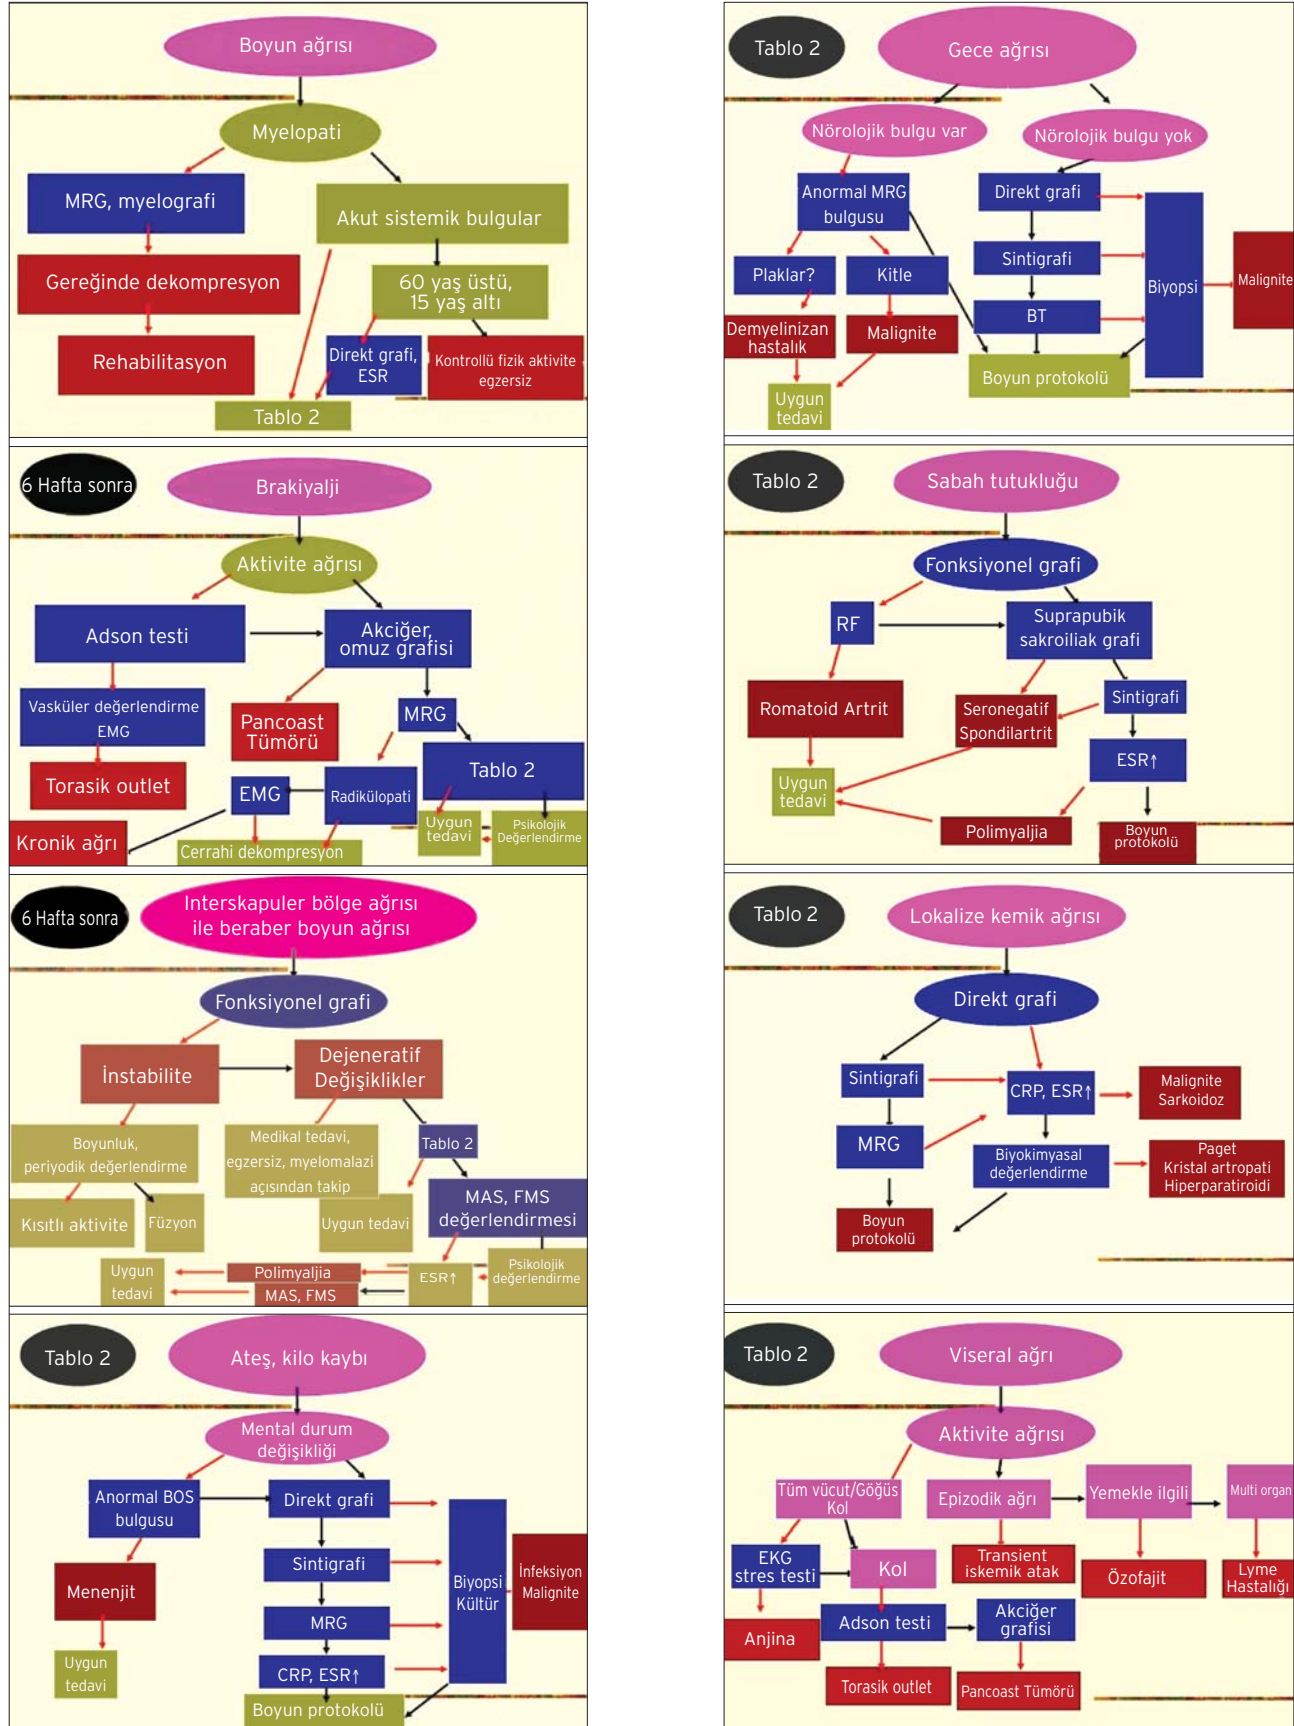 Boyun ağrısı
Myelopati
MRG, myelografi
Akut sistemik bulgular
Gereğinde dekompresyon
60 yaş üstü,
15 yaş altı
Rehabilitasyon
Direkt grafi,
ESR
Kontrollü fizik aktivite
egzersiz
Tablo 2
6 Hafta sonra
Brakiyalji
Aktivite ağrısı
Adson testi
Akciğer,
omuz grafisi
Vasküler değerlendirme
EMG
Pancoast
Tümörü
MRG
Torasik outlet
EMG
Radikülopati
Tablo 2
Kronik ağrı
Cerrahi dekompresyon
Uygun
tedavi
Psikolojik
Değerlendirme
6 Hafta sonra
Interskapuler bölge ağrısı
ile beraber boyun ağrısı
Fonksiyonel grafi
İnstabilite
Dejeneratif
Değişiklikler
Boyunluk,
periyodik değerlendirme
Medikal tedavi,
egzersiz, myelomalazi
açısından takip
Tablo 2
Kısıtlı aktivite
Füzyon
Uygun tedavi
MAS, FMS
değerlendirmesi
Uygun
tedavi
Polimyaljia
MAS, FMS
ESR↑
Psikolojik
değerlendirme
Tablo 2
Ateş, kilo kaybı
Mental durum
değişikliği
Anormal BOS
bulgusu
Direkt grafi
Sintigrafi
Menenjit
MRG
Biyopsi
Kültür
İnfeksiyon
Malignite
Uygun
tedavi
CRP, ESR↑
Boyun protokolü
Tablo 2
Gece ağrısı
Nörolojik bulgu var
Nörolojik bulgu yok
Anormal MRG
bulgusu
Direkt grafi
Plaklar?
Kitle
Sintigrafi
Biyopsi
Malignite
Demyelinizan
hastalık
Malignite
BT
Uygun
tedavi
Boyun protokolü
Tablo 2
Sabah tutukluğu
Fonksiyonel grafi
RF
Suprapubik
sakroiliak grafi
Romatoid Artrit
Seronegatif
Spondilartrit
Sintigrafi
ESR↑
Uygun
tedavi
Polimyaljia
Boyun
protokolü
Tablo 2
Lokalize kemik ağrısı
Direkt grafi
Sintigrafi
CRP, ESR↑
Malignite
Sarkoidoz
MRG
Biyokimyasal
değerlendirme
Paget
Kristal artropati
Hiperparatiroidi
Boyun
protokolü
Tablo 2
Viseral ağrı
Aktivite ağrısı
Tüm vücut/Göğüs
Kol
Epizodik ağrı
Yemekle ilgili
Multi organ
EKG
stres testi
Kol
Transient
iskemik atak
Özofajit
Lyme
Hastalığı
Anjina
Adson testi
Akciğer
grafisi
Torasik outlet
Pancoast Tümörü